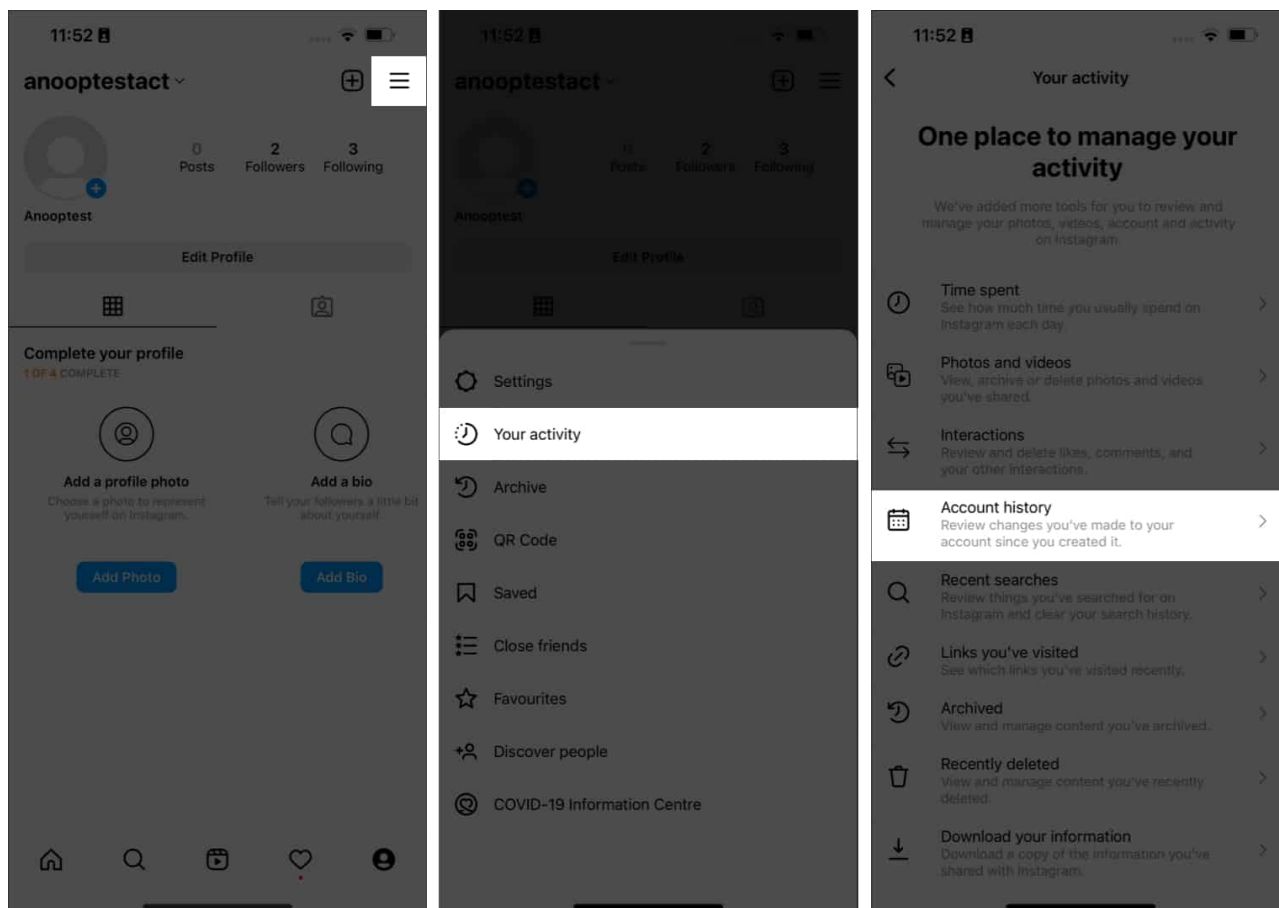 11:52
anooptestact
0
2
3
Posts
Followers
Following
Anooptest
Edit Profile
Complete your profile
1 OF 4 COMPLETE
Add a profile photo
Choose a photo to represent
yourself on Instagram.
Add Photo
Add a bio
Tell your followers a little bit
about yourself.
Add Bio
11:52
anooptestact
0
2
3
Posts
Followers
Following
Anooptest
Edit Profile
Settings
Your activity
Archive
QR Code
Saved
Close friends
Favourites
Discover people
COVID-19 Information Centre
11:52
Your activity
One place to manage your
activity
We've added more tools for you to review and
manage your photos, videos, account and activity
on Instagram.
Time spent
See how much time you usually spend on
Instagram each day.
Photos and videos
View, archive or delete photos and videos
you've shared.
Interactions
Review and delete likes, comments, and
your other interactions.
Account history
Review changes you've made to your
account since you created it.
Recent searches
Review things you've searched for on
Instagram and clear your search history.
Links you've visited
See which links you've visited recently.
Archived
View and manage content you've archived.
Recently deleted
View and manage content you've recently
deleted.
Download your information
Download a copy of the information you've
shared with Instagram.